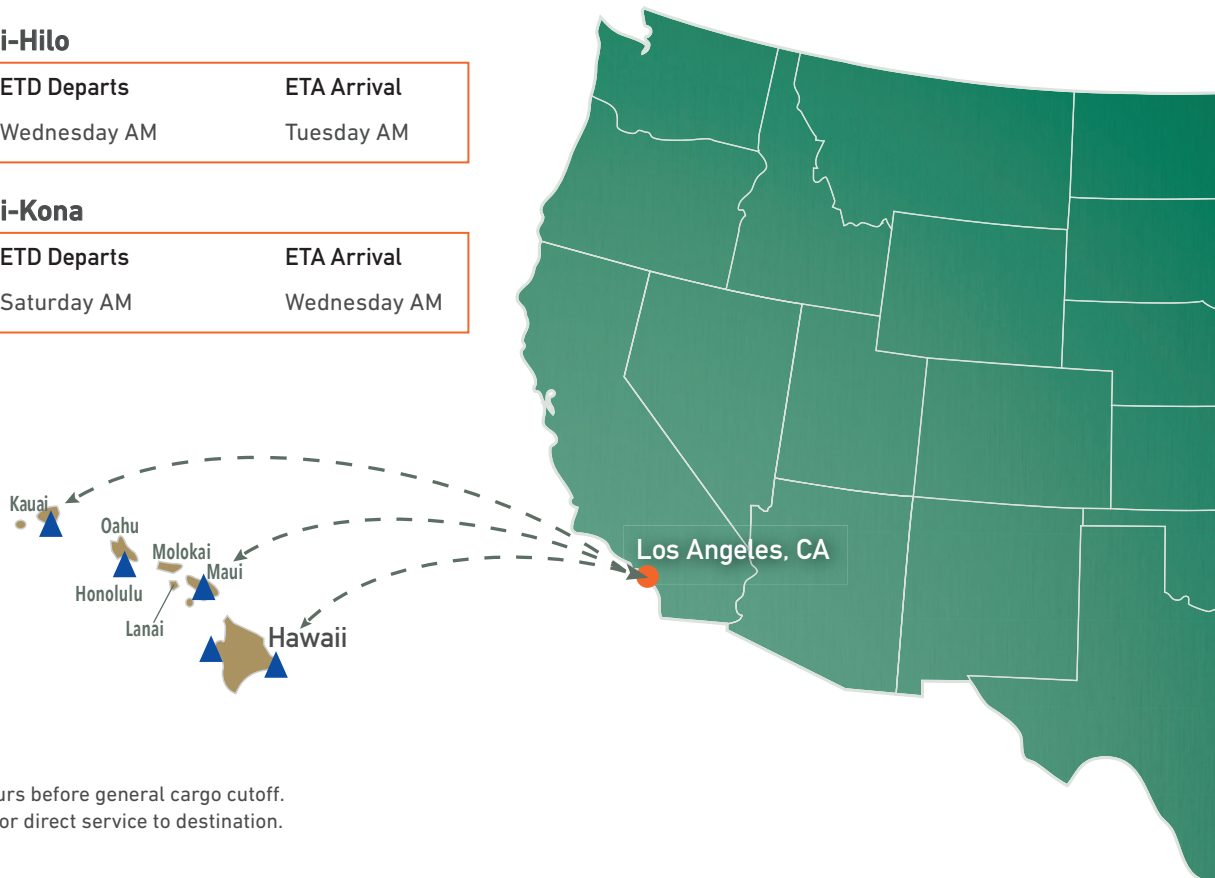 i-Hilo
ETD Departs ETA Arrival
Wednesday AM Tuesday AM
i-Kona
ETD Departs ETA Arrival
Saturday AM Wednesday AM
Kauai
Oahu
Molokai
Maui
Honolulu
Lanai
Hawaii
Los Angeles, CA
urs before general cargo cutoff.
or direct service to destination.